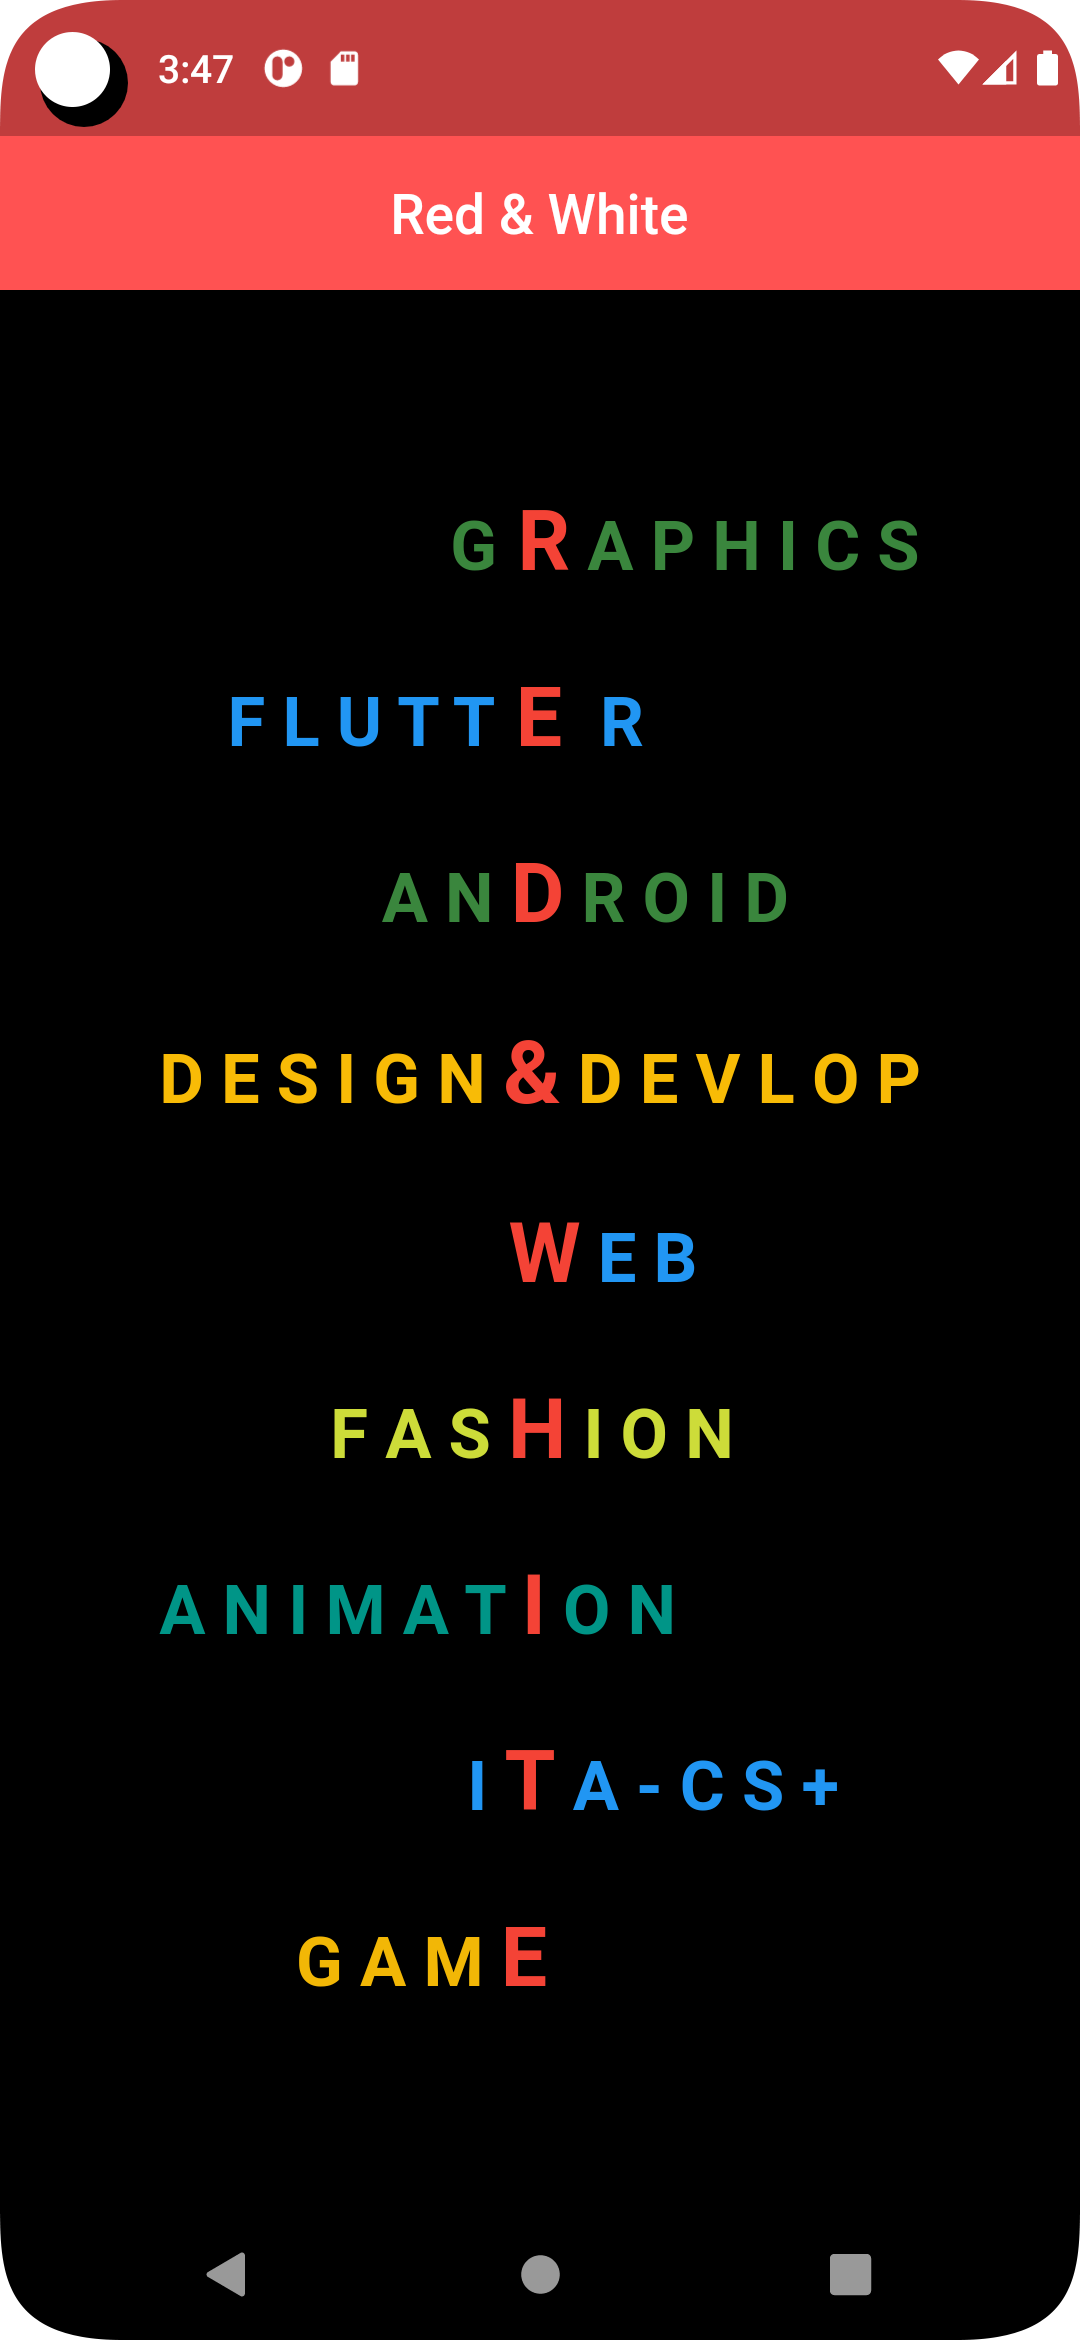 3:47
Red & White
GRAPHICS
FLUTTE R
ANDROID
DESIGN&DEVLOP
WEB
FASHION
ANIMATION
ITA-CS+
GAME